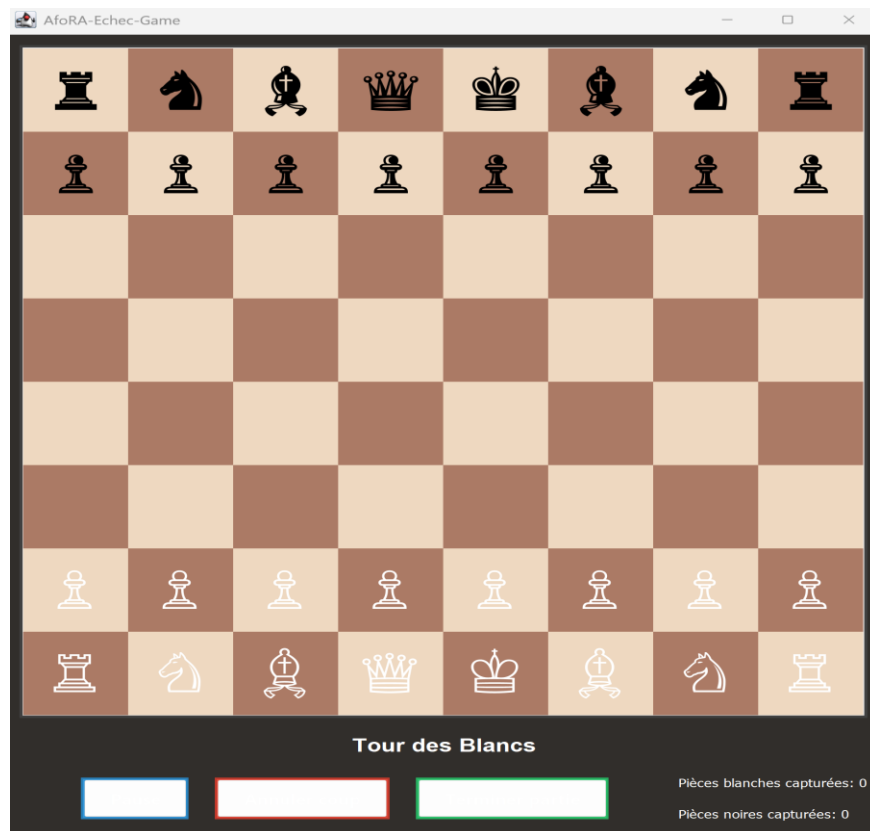 AfoRA-Echec-Game
Tour des Blancs
Pièces blanches capturées: 0
Pièces noires capturées: 0